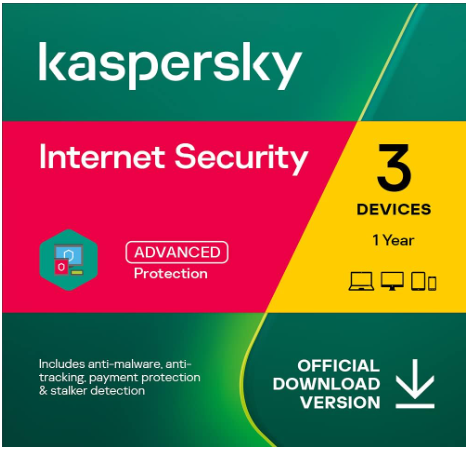 kaspersky
Internet Security
3
DEVICES
1 Year
ADVANCED
Protection
Includes anti-malware, anti-
tracking, payment protection
& stalker detection
OFFICIAL
DOWNLOAD
VERSION